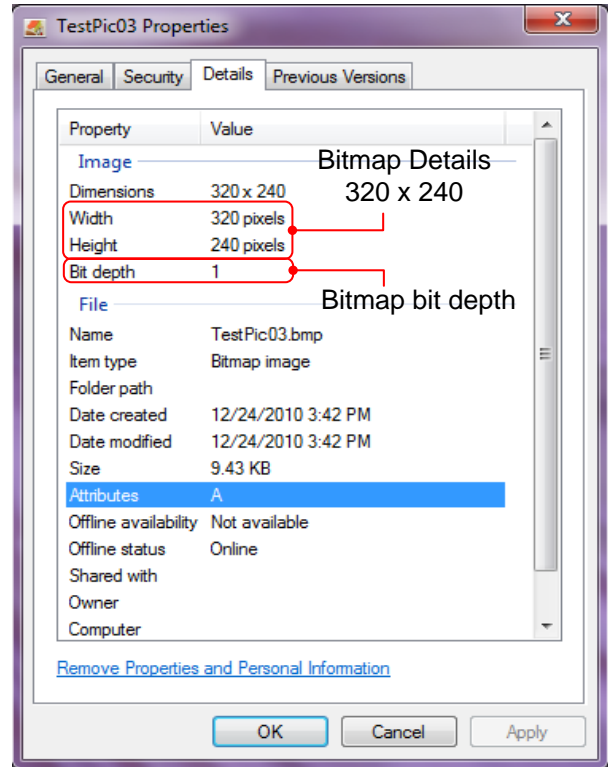 TestPic03 Properties
General Security Details Previous Versions
Property Value
Image
Bitmap Details
Dimensions 320 x 240
320 x 240
Width 320 pixels
Height 240 pixels
Bit depth 1
Bitmap bit depth
File
Name TestPic03.bmp
Item type Bitmap image
Folder path
Date created 12/24/2010 3:42 PM
Date modified 12/24/2010 3:42 PM
Size 9.43 KB
Attributes A
Offline availability Not available
Offline status Online
Shared with
Owner
Computer
Remove Properties and Personal Information
OK Cancel Apply